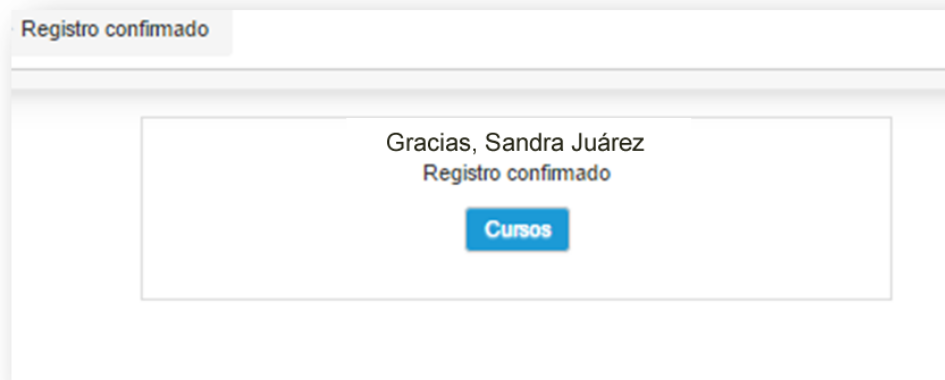 Registro confirmado
Gracias, Sandra Juárez
Registro confirmado
Cursos